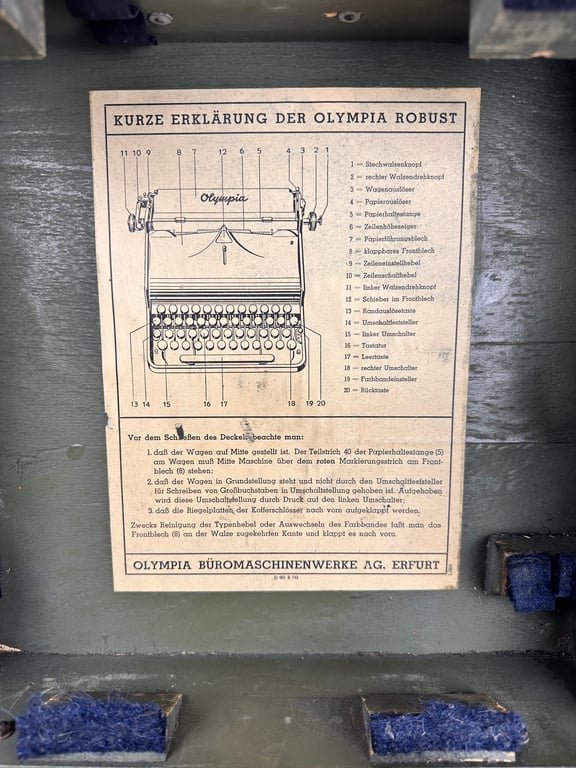 KURZE ERKLÄRUNG DER OLYMPIA ROBUST
11 10 9 8 7 12 6 5 4 3 2 1
Olympia
1 — Stechwalzenknopf
2 — rechter Walzendrehknopf
3 — Wagenauslöser
4 — Papierauslöser
5 — Papierhaltestange
6 — Zeilenhöhezeiger
7 — Papierführungsblech
8 — klappbares Frontblech
9 — Zeileneinstellhebel
10 — Zeilenschalthebel
11 — linker Walzendrehknopf
12 — Schieber im Frontblech
13 — Randauslösetaste
14 — Umschaltfeststeller
15 — linker Umschalter
16 — Tastatur
17 — Leertaste
18 — rechter Umschalter
19 — Farbbandeinsteller
20 — Rücktaste
13 14 15 16 17 18 19 20
Vor dem Schließen des Deckels beachte man:
1. daß der Wagen auf Mitte gestellt ist. Der Teilstrich 40 der Papierhaltestange (5)
am Wagen muß Mitte Maschine über dem roten Markierungsstrich am Front-
blech (8) stehen;
2. daß der Wagen in Grundstellung steht und nicht durch den Umschaltfeststeller
für Schreiben von Großbuchstaben in Umschaltstellung gehoben ist. Aufgehoben
wird diese Umschaltstellung durch Druck auf den linken Umschalter;
3. daß die Riegelplatten der Kofferschlösser nach vorn aufgeklappt werden.
Zwecks Reinigung der Typenhebel oder Auswechseln des Farbbandes faßt man das
Frontblech (8) an der Walze zugekehrten Kante und klappt es nach vorn.
OLYMPIA BÜROMASCHINENWERKE AG. ERFURT